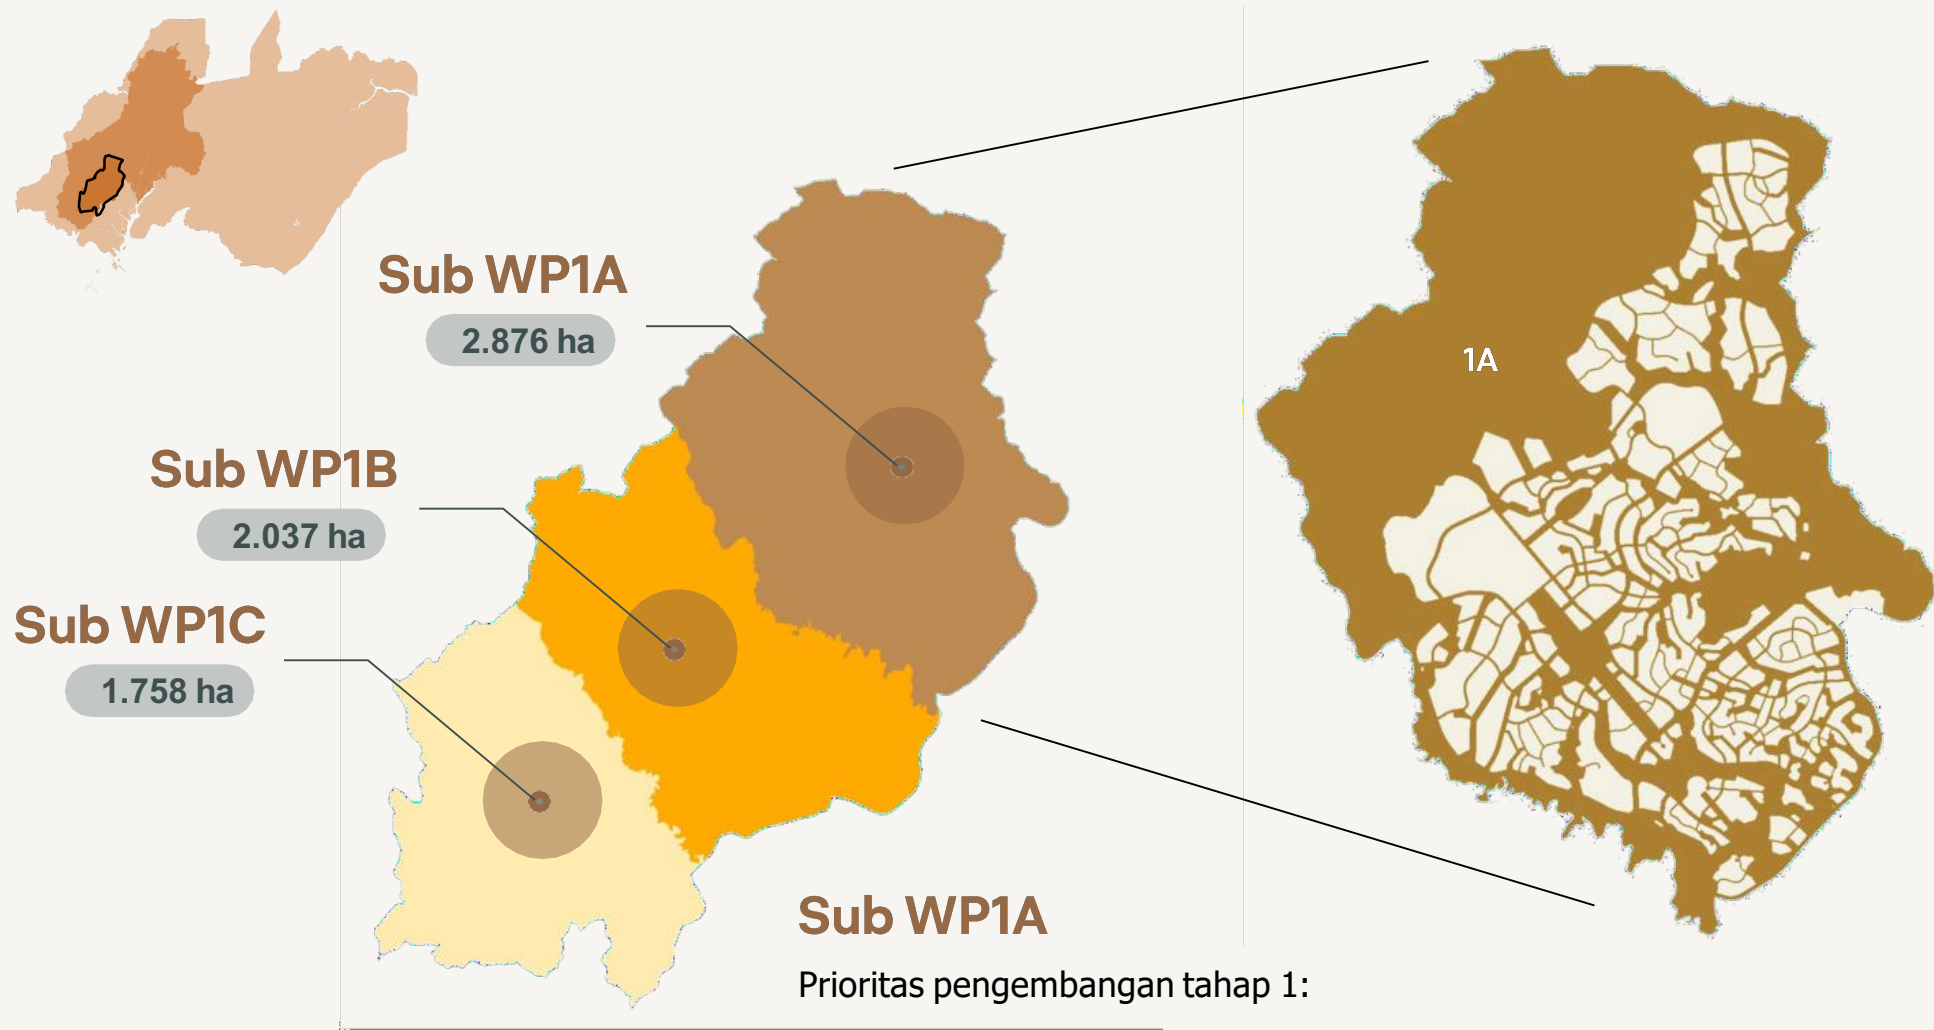 Sub WP1A
2.876 ha
1A
Sub WP1B
2.037 ha
Sub WP1C
1.758 ha
Sub WP1A
Prioritas pengembangan tahap 1: